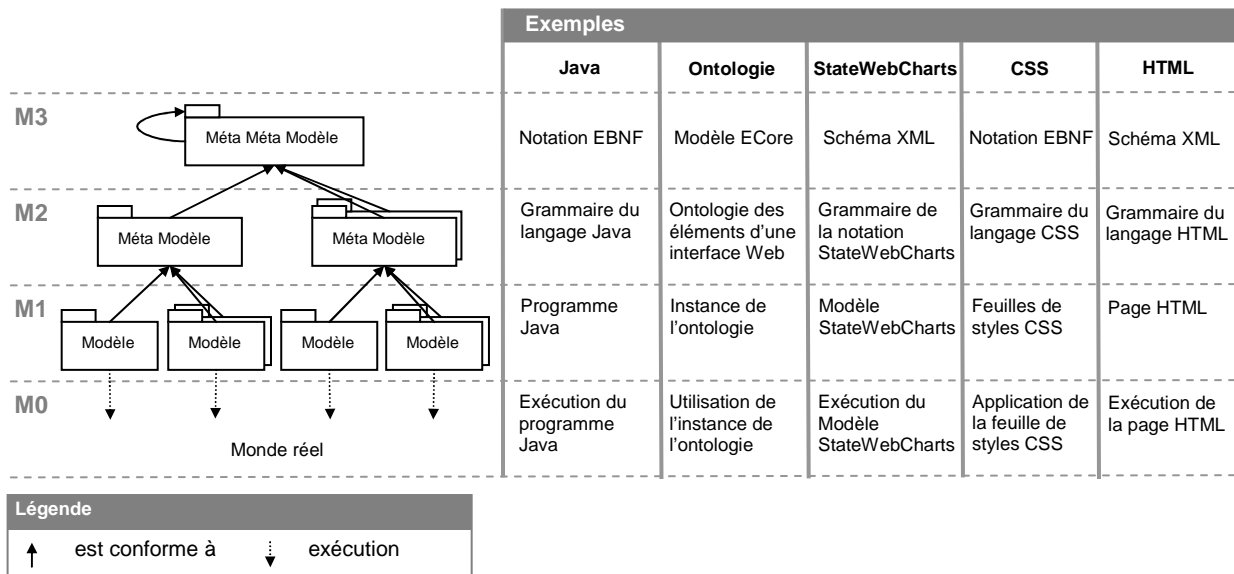 Exemples
Java
Ontologie
StateWebCharts
CSS
HTML
M3
Méta Méta Modèle
Notation EBNF
Modèle ECore
Schéma XML
Notation EBNF
Schéma XML
M2
Méta Modèle
Méta Modèle
Grammaire du
langage Java
Ontologie des
éléments d'une
interface Web
Grammaire de
la notation
StateWebCharts
Grammaire du
langage CSS
Grammaire du
langage HTML
M1
Modèle
Modèle
Modèle
Modèle
Programme
Java
Instance de
l'ontologie
Modèle
StateWebCharts
Feuilles de
styles CSS
Page HTML
M0
Monde réel
Exécution du
programme
Java
Utilisation de
l'instance de
l'ontologie
Exécution du
Modèle
StateWebCharts
Application de
la feuille de
styles CSS
Exécution de
la page HTML
Légende
est conforme à
exécution